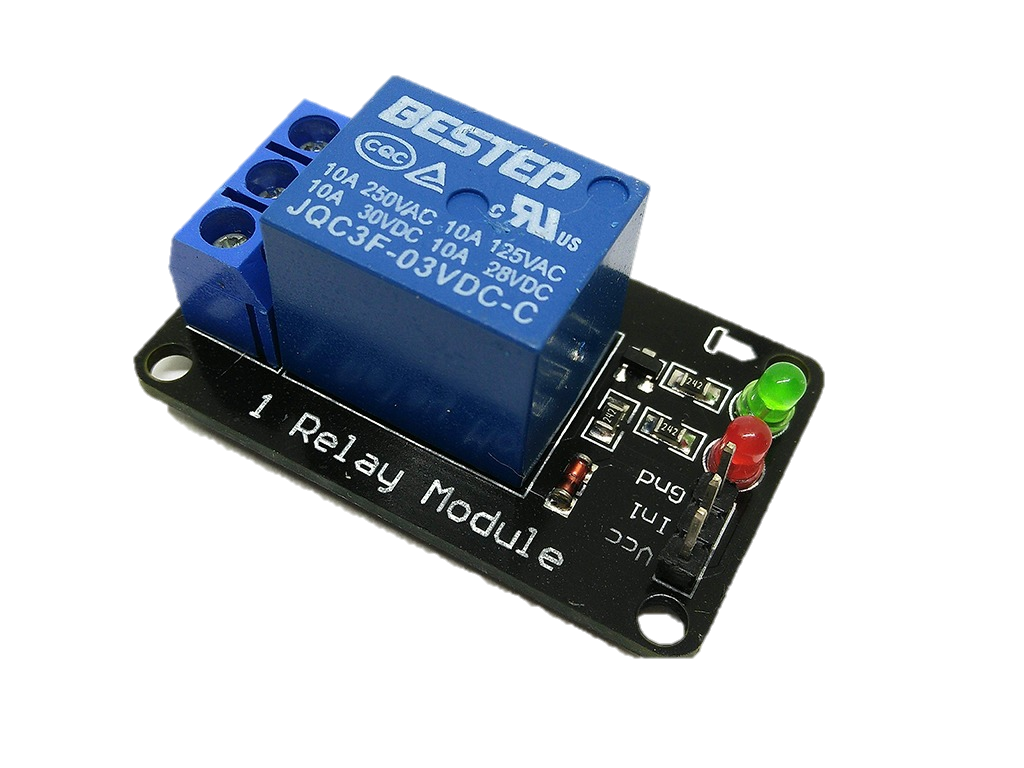 BESTEP
CQC
c RU US
10A 250VAC 10A 125VAC
10A 30VDC 10A 28VDC
JQC3F-03VDC-C
242
242
242
1 Relay Module
Gnd
In1
Vcc